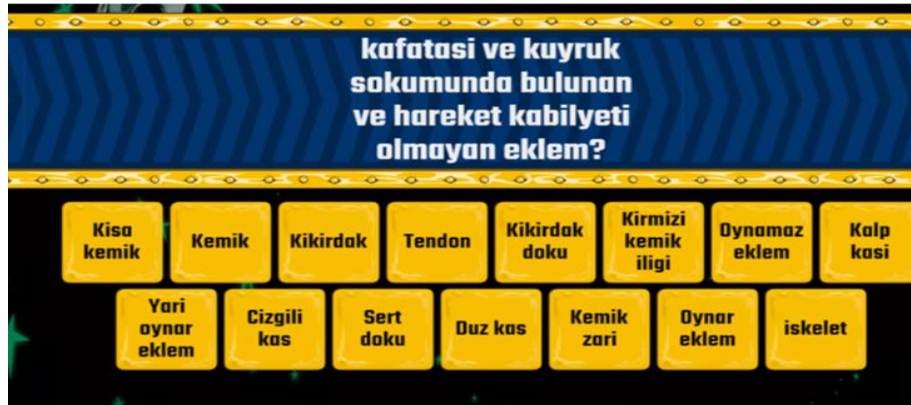 kafatasi ve kuyruk
sokumunda bulunan
ve hareket kabilyeti
olmayan eklem?
Kisa
kemik
Kemik
Kikirdak
Tendon
Kikirdak
doku
Kirmizi
kemik
iligi
Oynamaz
eklem
Kalp
kasi
Yari
oynar
eklem
Cizgili
kas
Sert
doku
Duz kas
Kemik
zari
Oynar
eklem
iskelet